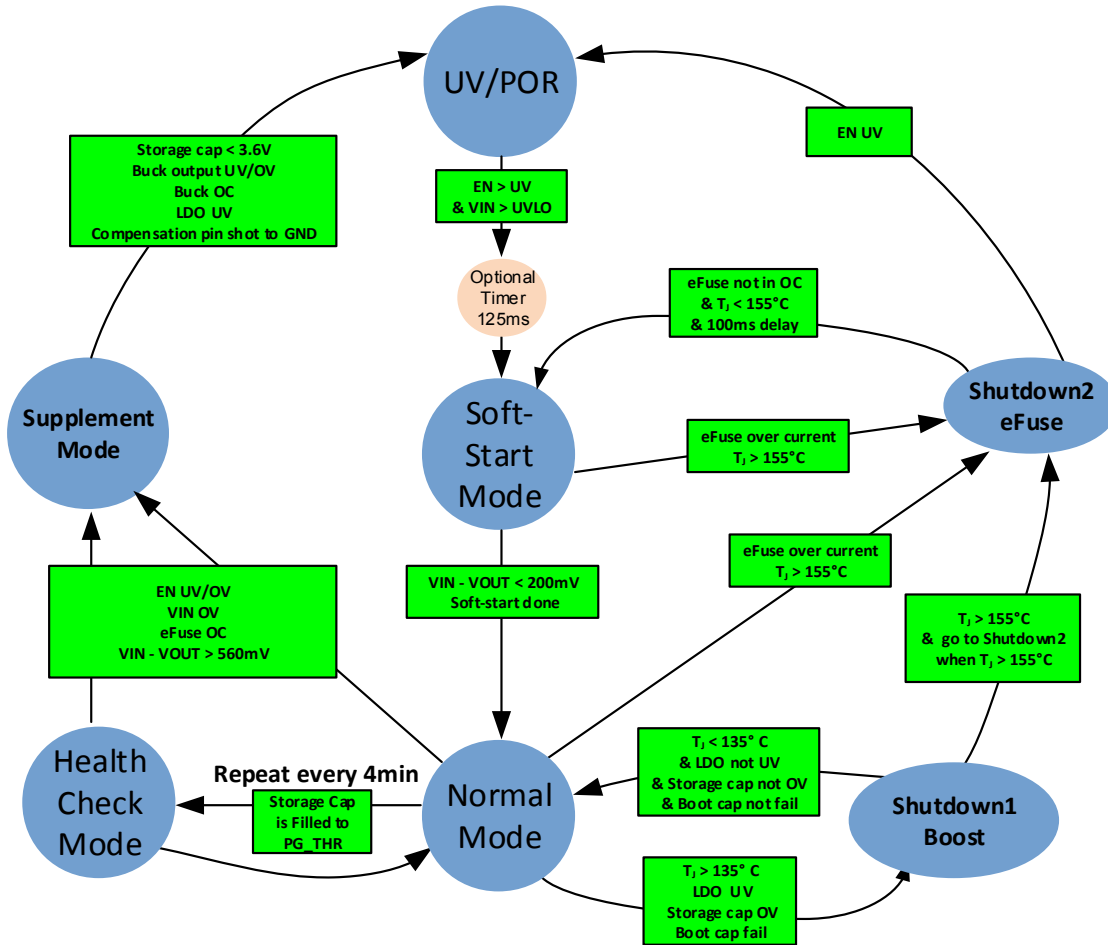 UV/POR
Storage cap < 3.6V
Buck output UV/OV
Buck OC
LDO UV
Compensation pin shot to GND
EN UV
EN > UV
& VIN > UVLO
Optional
Timer
125ms
eFuse not in OC
& TJ < 155°C
& 100ms delay
Supplement
Mode
Soft-
Start
Mode
Shutdown2
eFuse
eFuse over current
TJ > 155°C
eFuse over current
TJ > 155°C
VIN - VOUT < 200mV
Soft-start done
EN UV/OV
VIN OV
eFuse OC
VIN - VOUT > 560mV
TJ > 155°C
& go to Shutdown2
when TJ > 155°C
Health
Check
Mode
Repeat every 4min
Storage Cap
is Filled to
PG_THR
Normal
Mode
TJ < 135° C
& LDO not UV
& Storage cap not OV
& Boot cap not fail
Shutdown1
Boost
TJ > 135° C
LDO UV
Storage cap OV
Boot cap fail